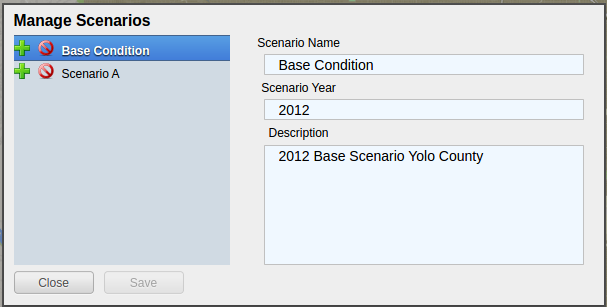 Manage Scenarios
Base Condition
Scenario A
Scenario Name
Base Condition
Scenario Year
2012
Description
2012 Base Scenario Yolo County
Close
Save